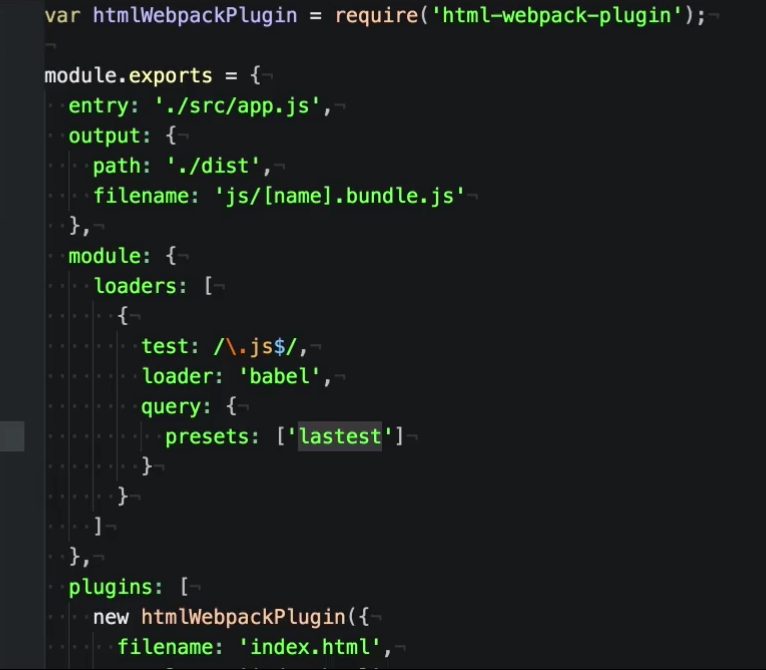 var htmlWebpackPlugin = require('html-webpack-plugin');
module.exports = {
entry: './src/app.js',
output: {
path: './dist',
filename: 'js/[name].bundle.js'
},
module: {
loaders: [
{
test: /\.js$/,
loader: 'babel',
query: {
presets: ['lastest']
}
}
]
},
plugins: [
new htmlWebpackPlugin({
filename: 'index.html',